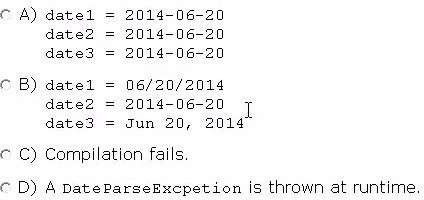 A) date1 = 2014-06-20
date2 = 2014-06-20
date3 = 2014-06-20
B) date1 = 06/20/2014
date2 = 2014-06-20
date3 = Jun 20, 2014
C) Compilation fails.
D) A DateParseExcpetion is thrown at runtime.